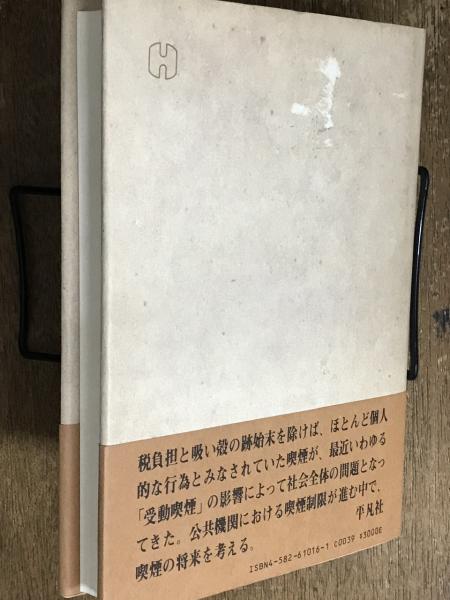 税負担と吸い殻の跡始末を除けば、ほとんど個人
的な行為とみなされていた喫煙が、最近いわゆる
「受動喫煙」の影響によって社会全体の問題となっ
てきた。公共機関における喫煙制限が進む中で、
喫煙の将来を考える。
平凡社
ISBN4-582-61016-1 C0039 ¥3000E